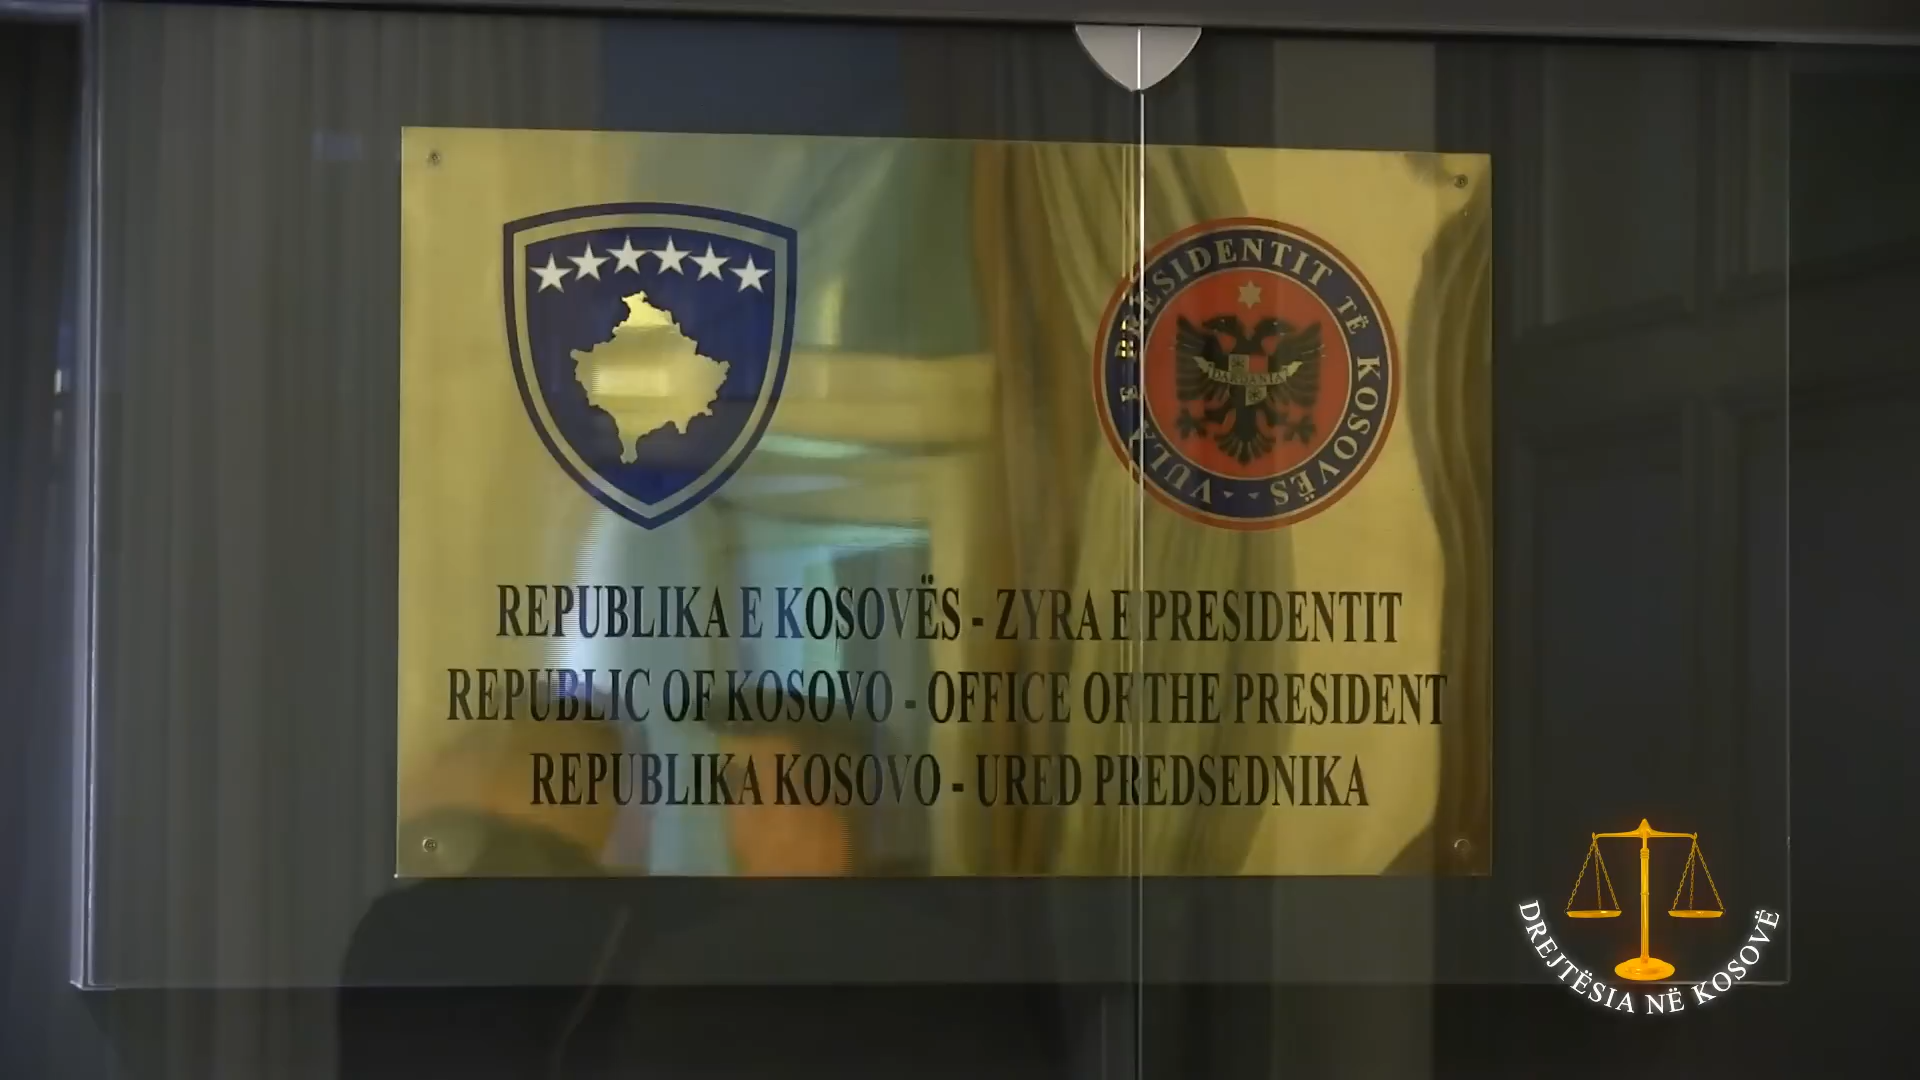 VULA E PRESIDENTIT TË KOSOVËS
DARDANIA
REPUBLIKA E KOSOVËS - ZYRA E PRESIDENTIT
REPUBLIC OF KOSOVO - OFFICE OF THE PRESIDENT
REPUBLIKA KOSOVO - URED PREDSEDNIKA
DREJTËSIA NË KOSOVË